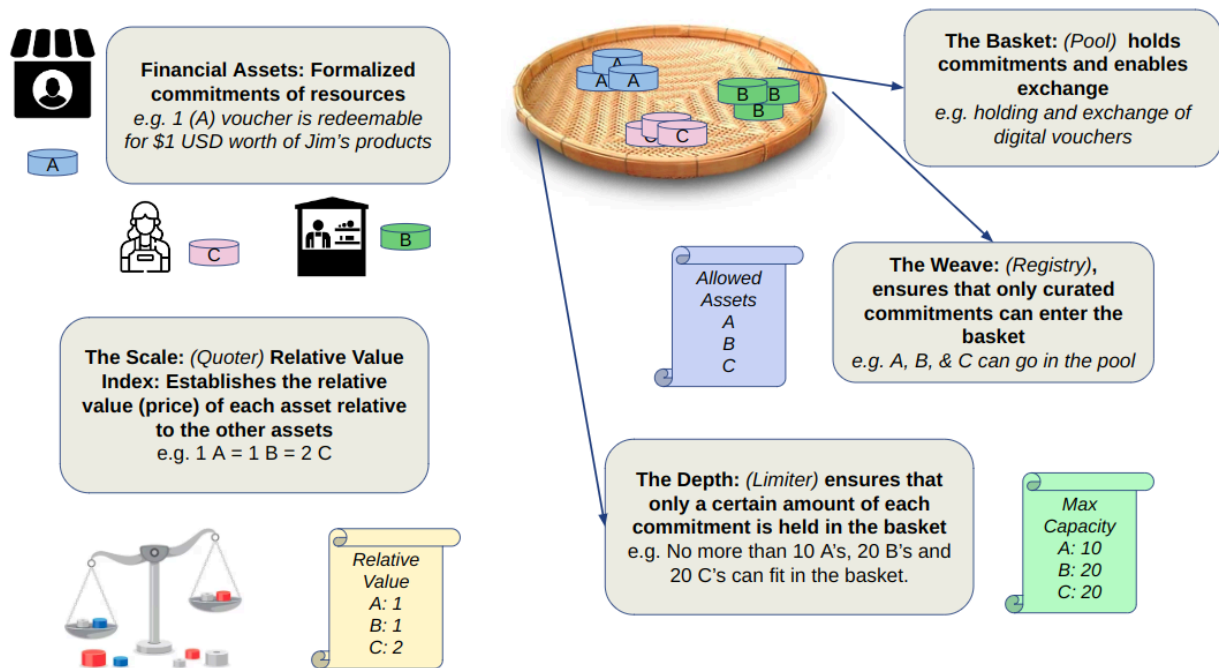 Financial Assets: Formalized
commitments of resources
e.g. 1 (A) voucher is redeemable
for $1 USD worth of Jim's products
A
C
B
The Scale: (Quoter) Relative Value
Index: Establishes the relative
value (price) of each asset relative
to the other assets
e.g. 1 A = 1 B = 2 C
Relative
Value
A: 1
B: 1
C: 2
A
A A
B B
B
C C
The Basket: (Pool) holds
commitments and enables
exchange
e.g. holding and exchange of
digital vouchers
Allowed
Assets
A
B
C
The Weave: (Registry),
ensures that only curated
commitments can enter the
basket
e.g. A, B, & C can go in the pool
The Depth: (Limiter) ensures that
only a certain amount of each
commitment is held in the basket
e.g. No more than 10 A's, 20 B's and
20 C's can fit in the basket.
Max
Capacity
A: 10
B: 20
C: 20